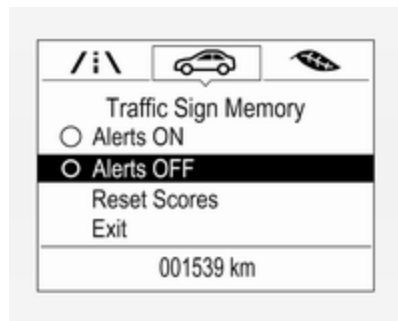 Traffic Sign Memory
Alerts ON
Alerts OFF
Reset Scores
Exit
001539 km